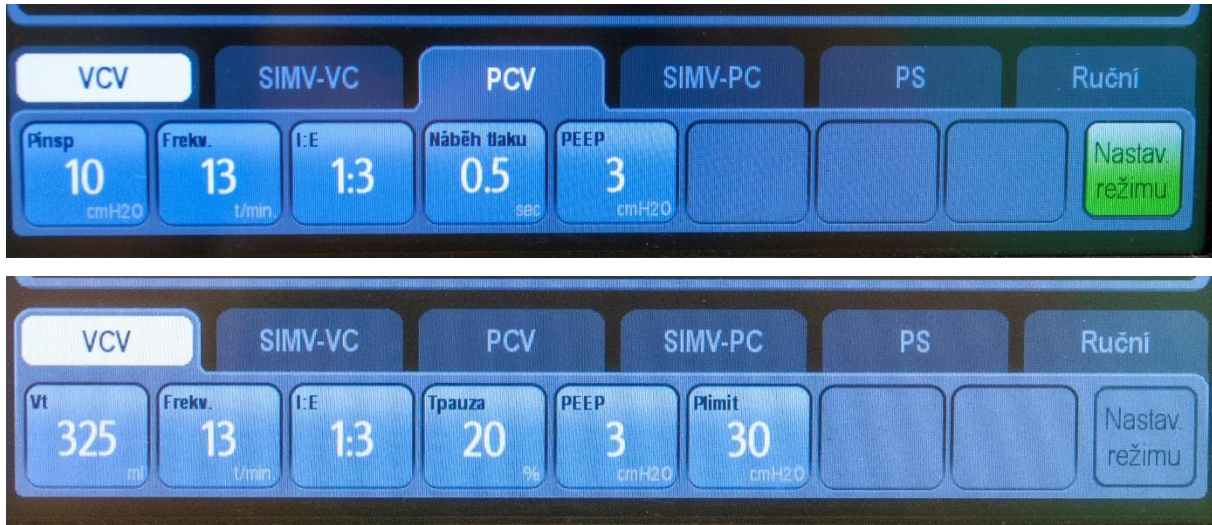 VCV SIMV-VC PCV SIMV-PC PS Ruční
Pinsp Frekv. I:E Náběh tlaku PEEP
10 13 1:3 0.5 3
cmH2O t/min. sec cmH2O
Nastav.
režimu
VCV SIMV-VC PCV SIMV-PC PS Ruční
Vt Frekv. I:E Tpauza PEEP Plimit
325 13 1:3 20 3 30
ml t/min. % cmH2O cmH2O
Nastav.
režimu